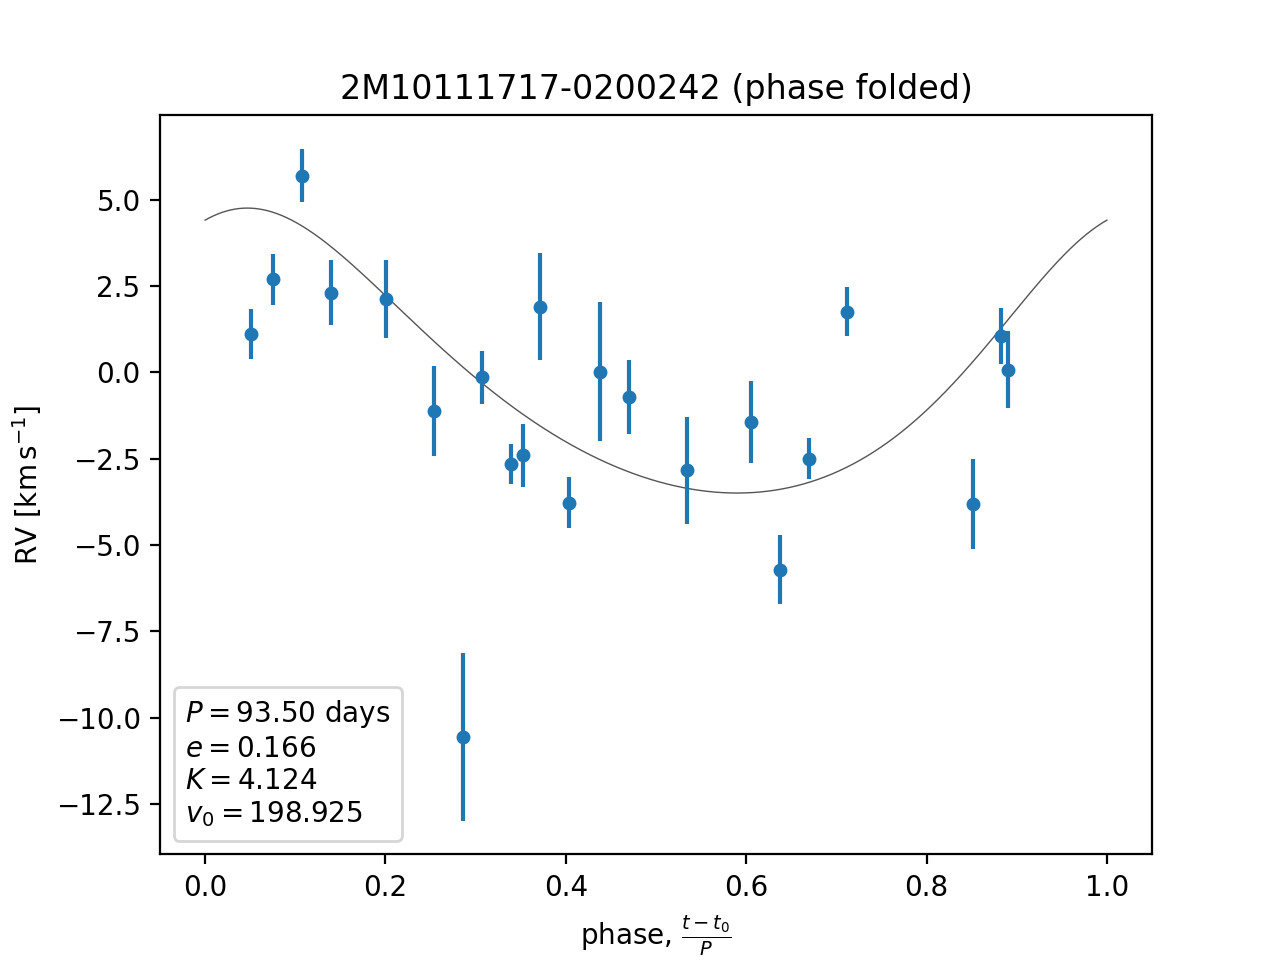 2M10111717-0200242 (phase folded)
RV [km s⁻¹]
5.0
2.5
0.0
−2.5
−5.0
−7.5
−10.0
−12.5
P = 93.50 days
e = 0.166
K = 4.124
v₀ = 198.925
0.0 0.2 0.4 0.6 0.8 1.0
phase, (t − t₀)/P